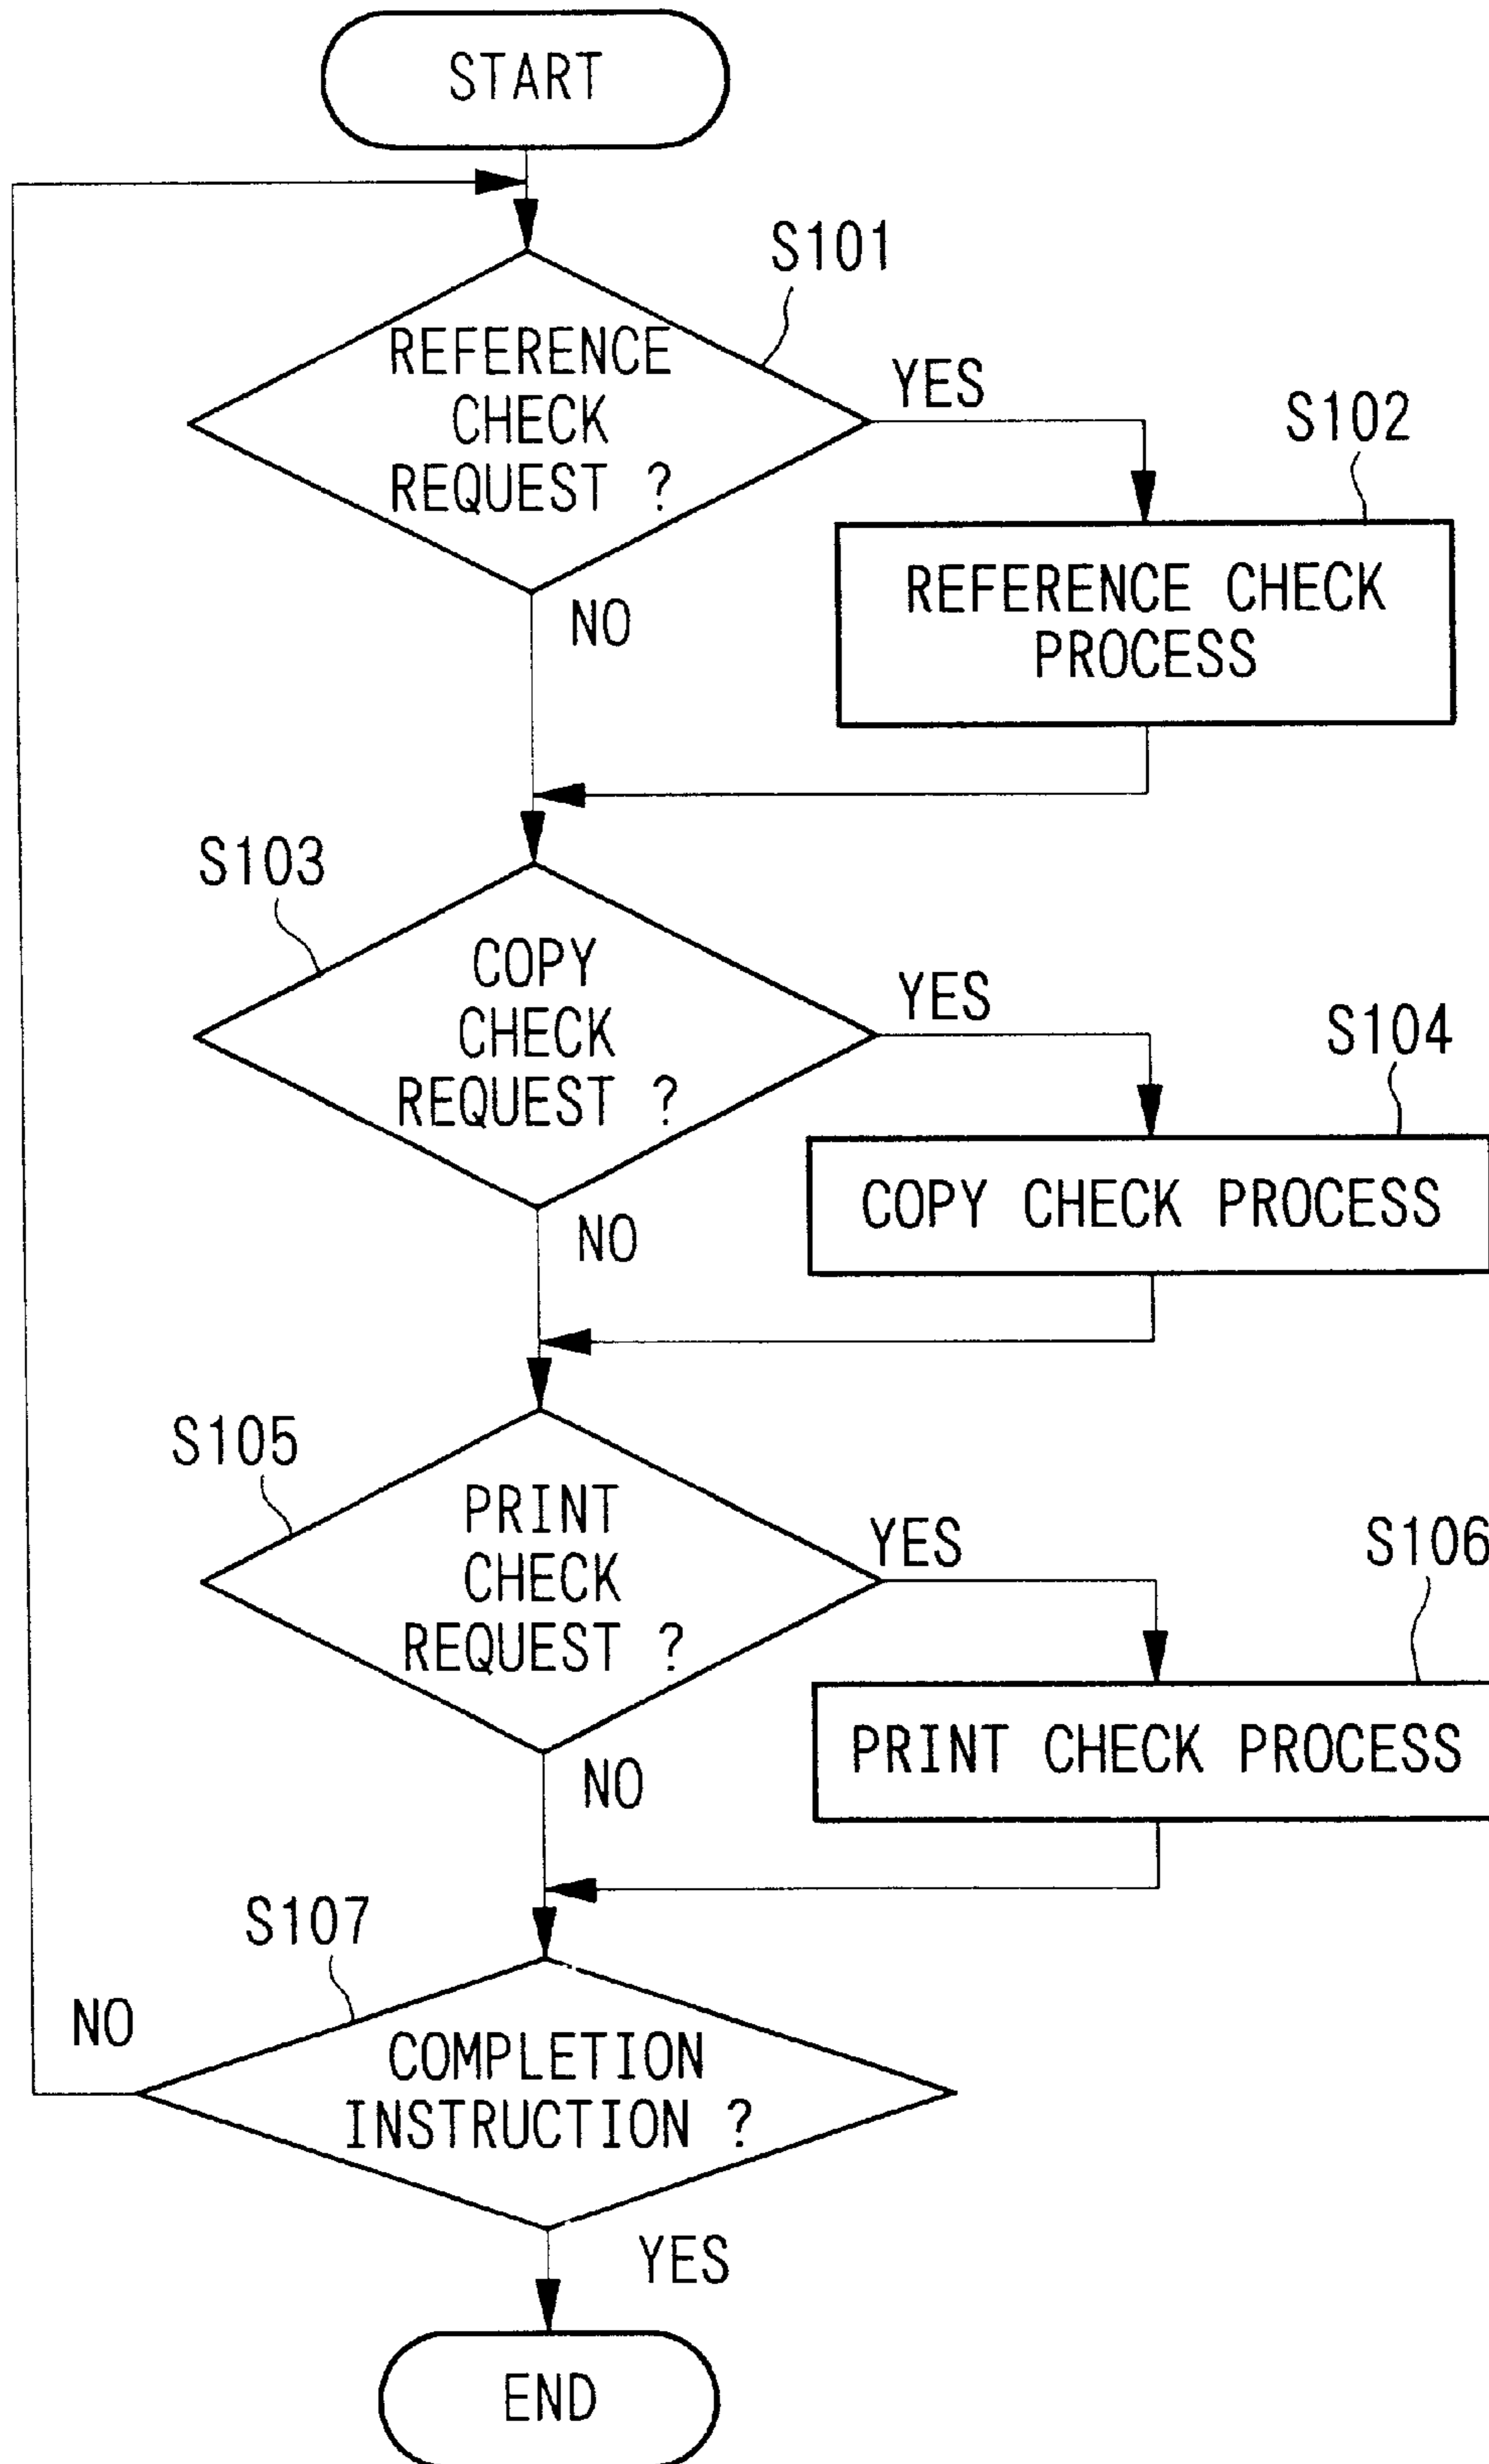 START
S101
REFERENCE
CHECK
REQUEST ?
YES
S102
REFERENCE CHECK
PROCESS
NO
S103
COPY
CHECK
REQUEST ?
YES
S104
COPY CHECK PROCESS
NO
S105
PRINT
CHECK
REQUEST ?
YES
S106
PRINT CHECK PROCESS
NO
S107
NO
COMPLETION
INSTRUCTION ?
YES
END